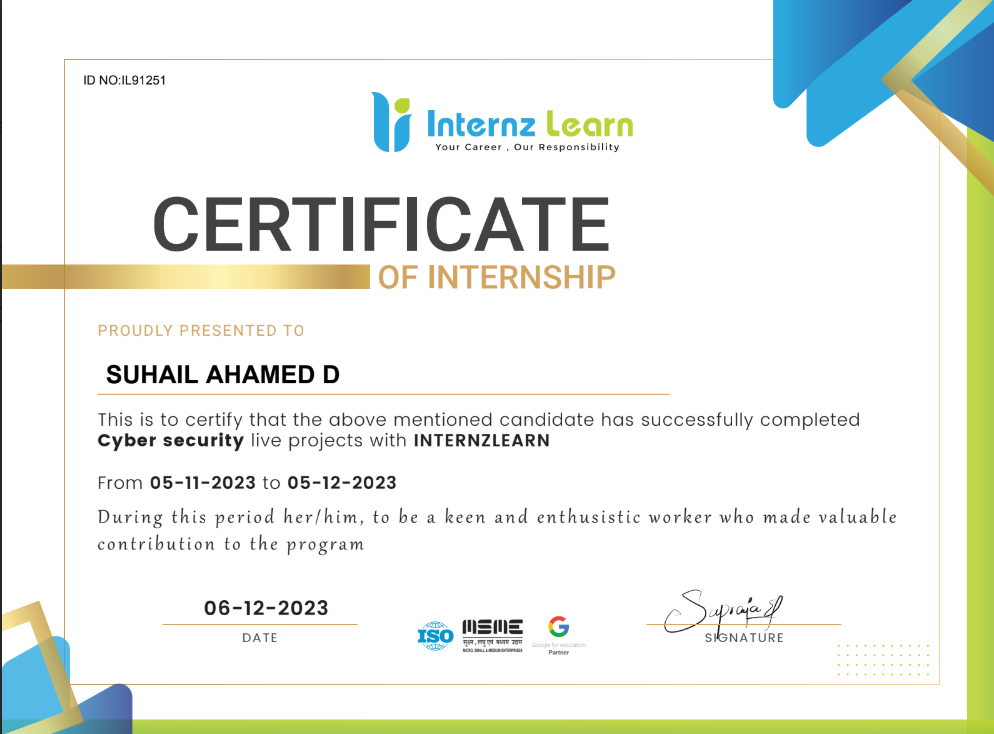 ID NO:IL91251
Internz Learn
Your Career , Our Responsibility
CERTIFICATE
OF INTERNSHIP
PROUDLY PRESENTED TO
SUHAIL AHAMED D
This is to certify that the above mentioned candidate has successfully completed
Cyber security live projects with INTERNZLEARN
From 05-11-2023 to 05-12-2023
During this period her/him, to be a keen and enthusistic worker who made valuable
contribution to the program
06-12-2023
DATE
ISO
MSME
सूक्ष्म, लघु एवं मध्यम उद्यम
MICRO, SMALL & MEDIUM ENTERPRISES
Google for education
Partner
Supraja
SIGNATURE